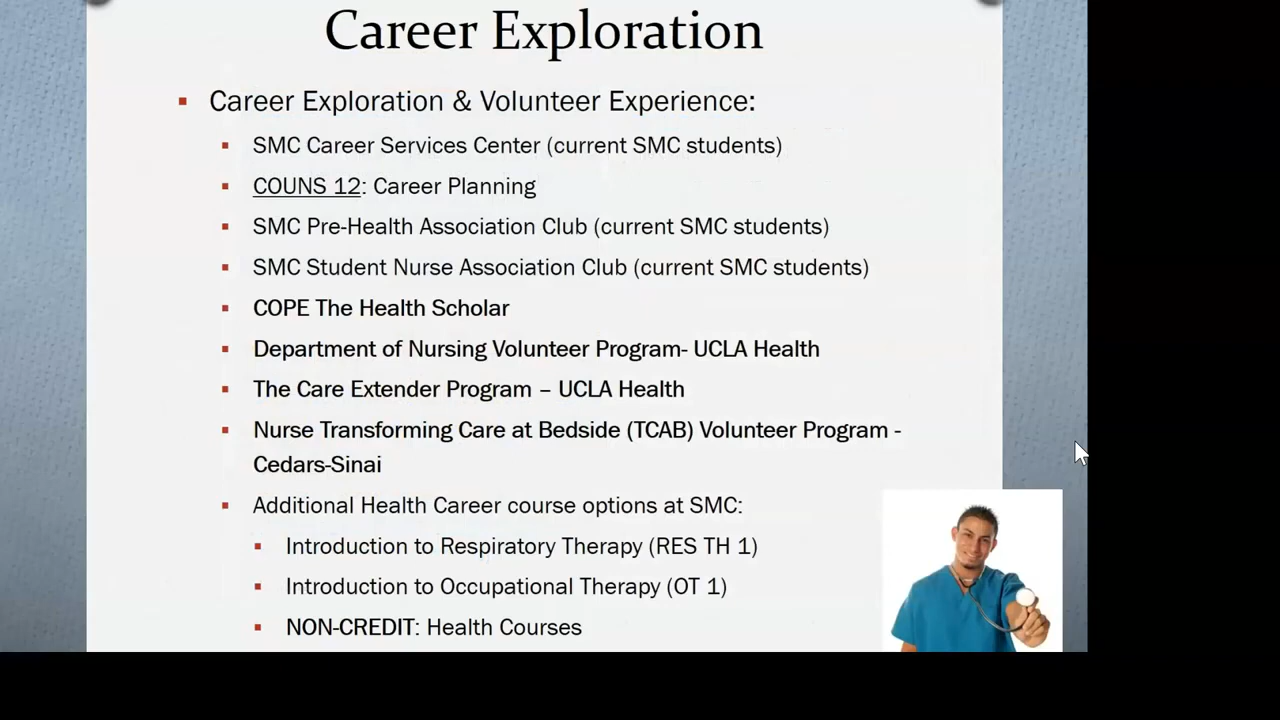 Career Exploration
Career Exploration & Volunteer Experience:
SMC Career Services Center (current SMC students)
COUNS 12: Career Planning
SMC Pre-Health Association Club (current SMC students)
SMC Student Nurse Association Club (current SMC students)
COPE The Health Scholar
Department of Nursing Volunteer Program- UCLA Health
The Care Extender Program – UCLA Health
Nurse Transforming Care at Bedside (TCAB) Volunteer Program -
Cedars-Sinai
Additional Health Career course options at SMC:
Introduction to Respiratory Therapy (RES TH 1)
Introduction to Occupational Therapy (OT 1)
NON-CREDIT: Health Courses